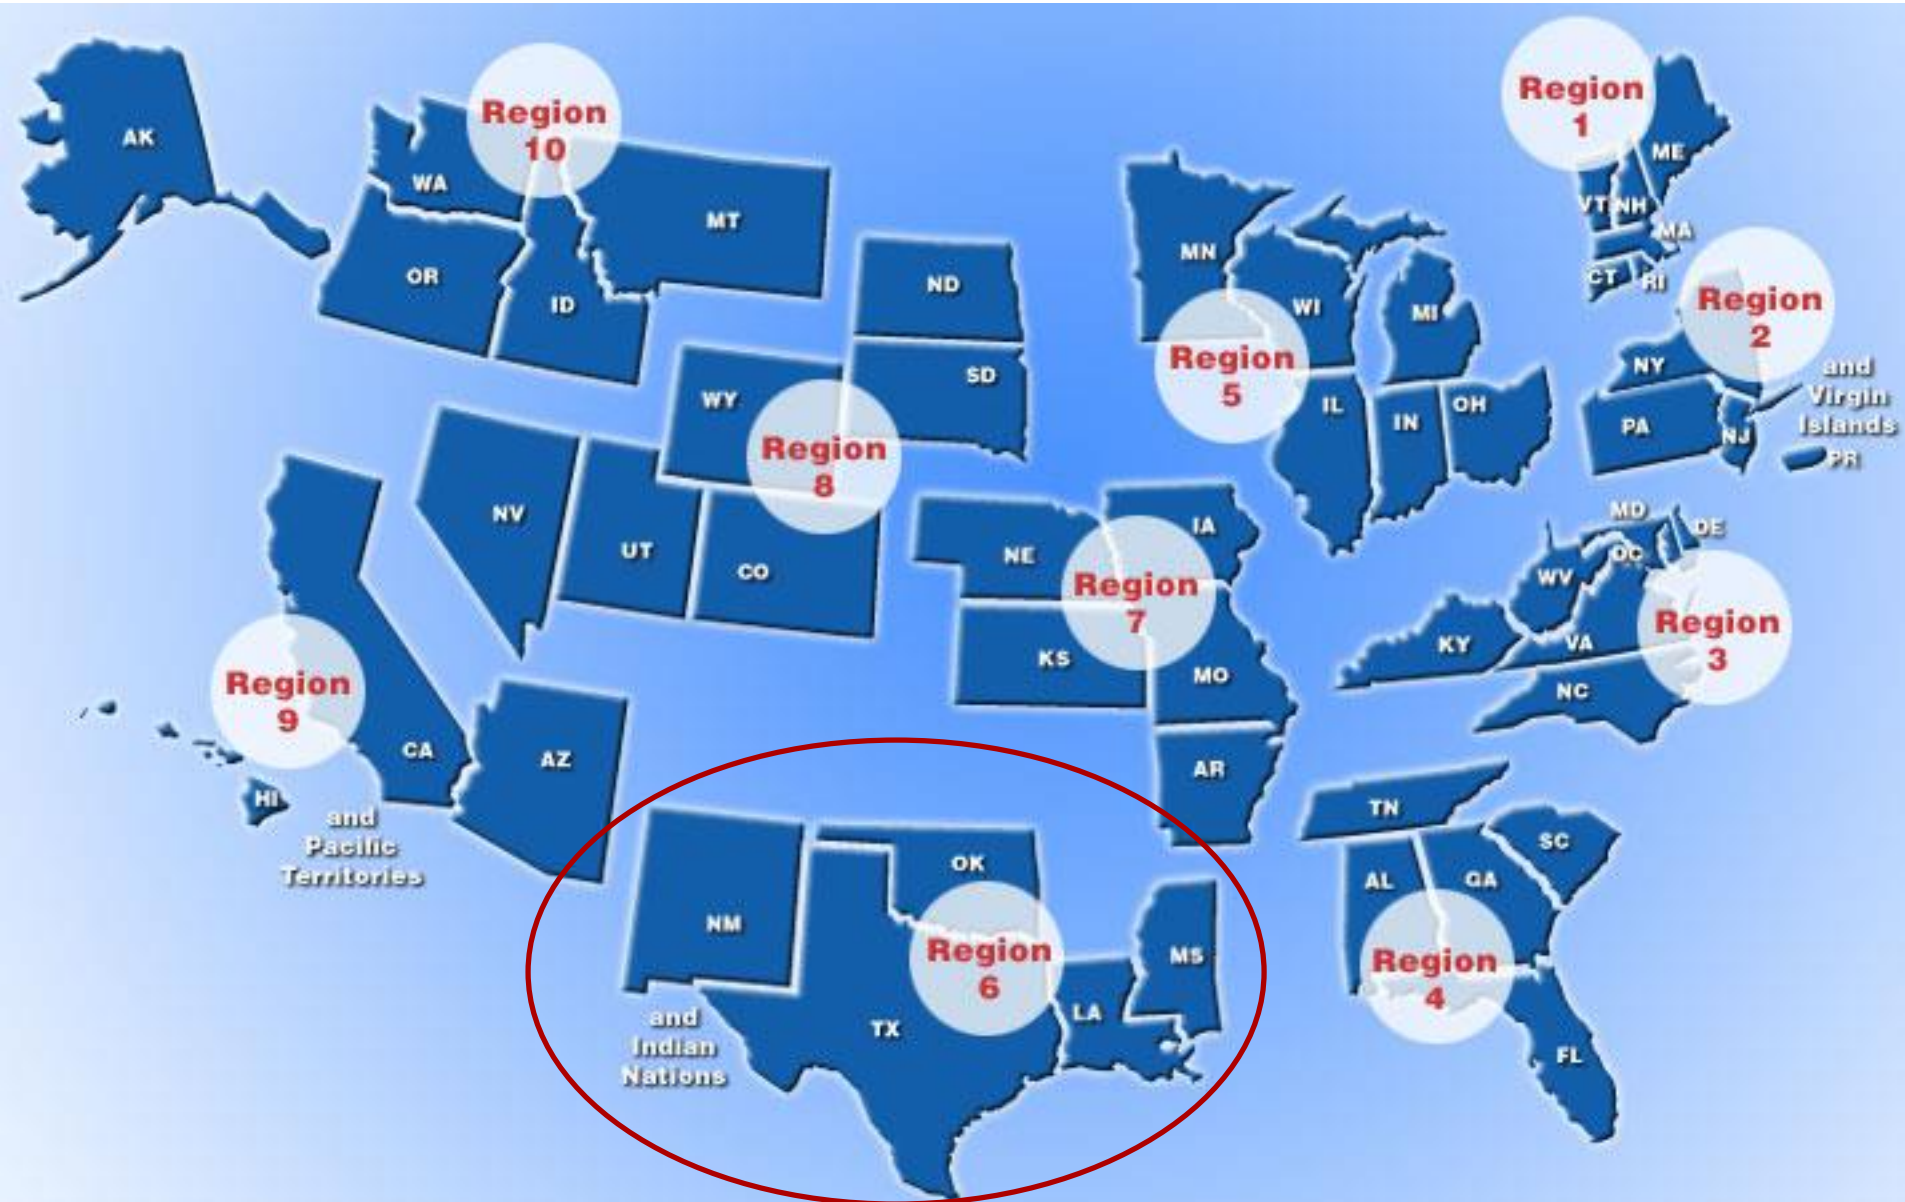 AK
Region
10
WA
OR
ID
MT
Region
1
ME
VT
NH
MA
CT
RI
Region
2
NY
PA
NJ
and
Virgin
Islands
PR
ND
SD
WY
Region
8
NV
UT
CO
MN
WI
MI
Region
5
IL
IN
OH
NE
IA
Region
7
KS
MO
AR
MD
DE
DC
WV
KY
VA
Region
3
NC
Region
9
CA
AZ
HI
and
Pacific
Territories
NM
OK
Region
6
TX
LA
MS
and
Indian
Nations
TN
SC
AL
GA
Region
4
FL